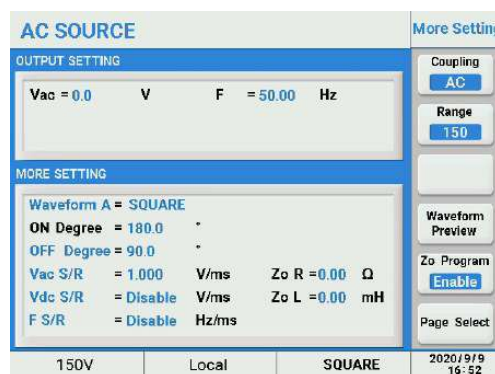 AC SOURCE
More Settin
OUTPUT SETTING
Vac = 0.0 V F = 50.00 Hz
MORE SETTING
Waveform A = SQUARE
ON Degree = 180.0 °
OFF Degree = 90.0 °
Vac S/R = 1.000 V/ms Zo R = 0.00 Ω
Vdc S/R = Disable V/ms Zo L = 0.00 mH
F S/R = Disable Hz/ms
Coupling
AC
Range
150
Waveform
Preview
Zo Program
Enable
Page Select
150V Local SQUARE
2020/9/9
16:52